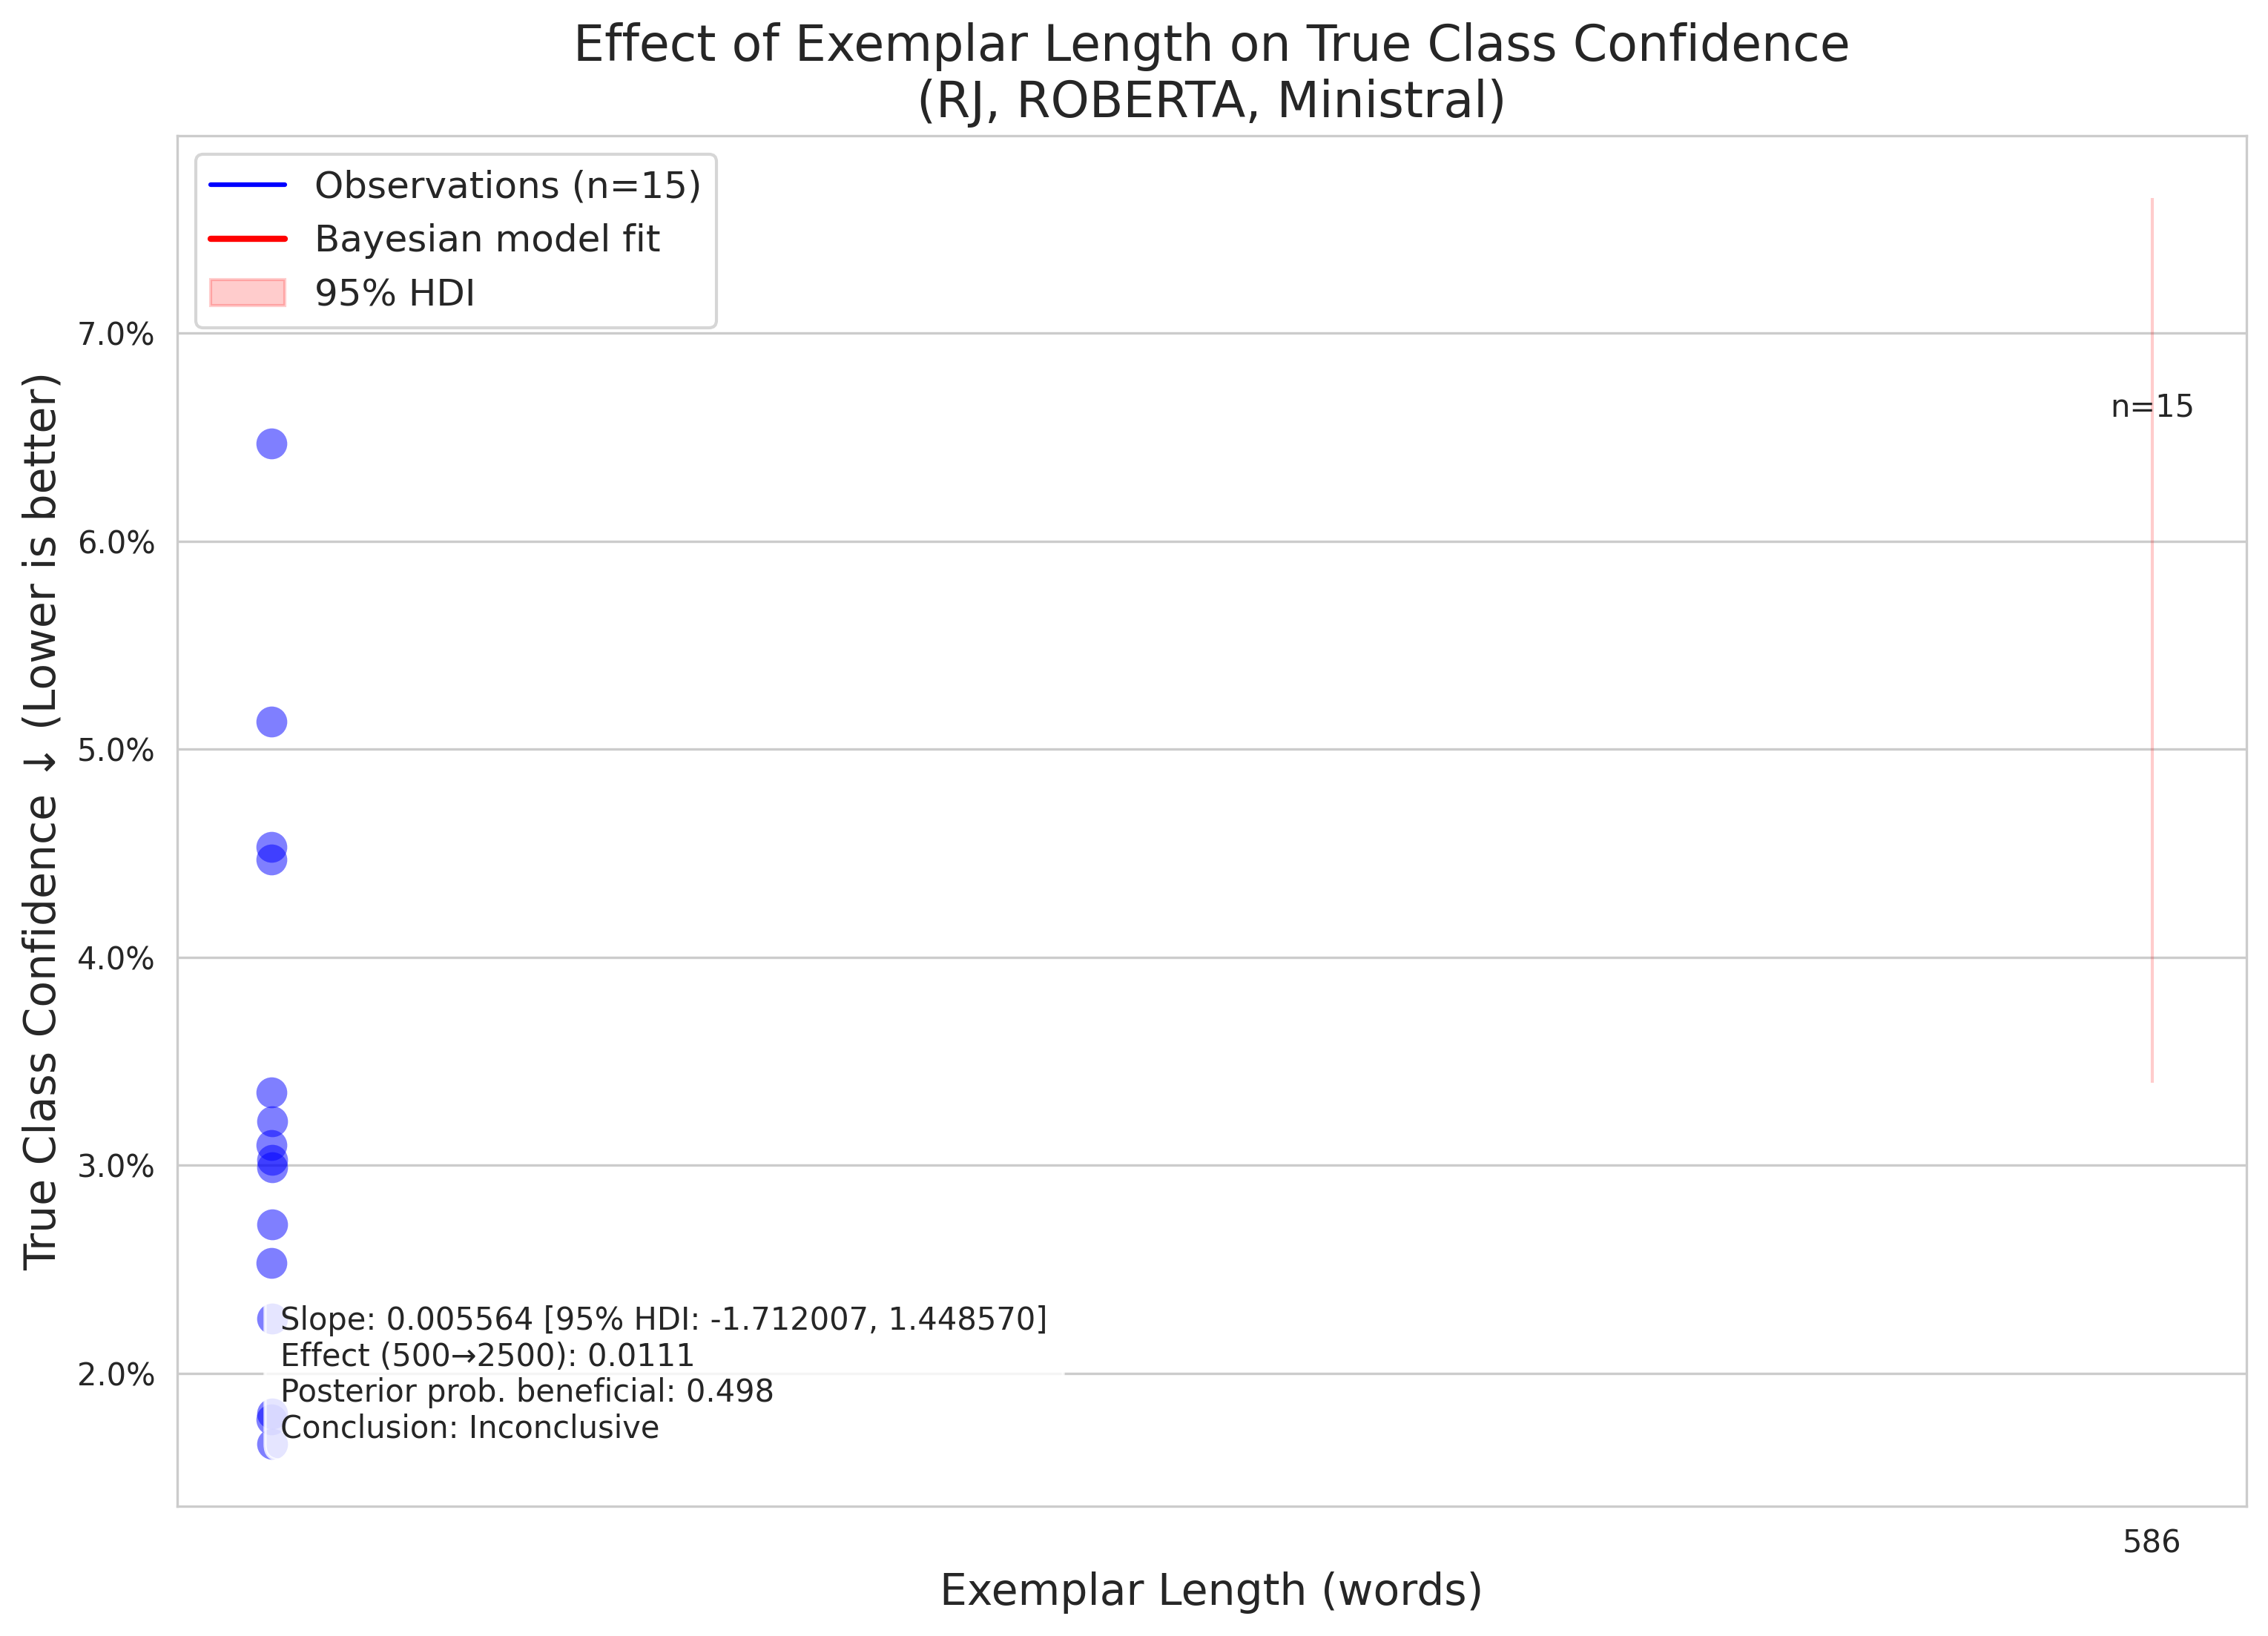 Effect of Exemplar Length on True Class Confidence
(RJ, ROBERTA, Ministral)
Observations (n=15)
Bayesian model fit
95% HDI
True Class Confidence ↓ (Lower is better)
7.0%
6.0%
5.0%
4.0%
3.0%
2.0%
n=15
Slope: 0.005564 [95% HDI: -1.712007, 1.448570]
Effect (500→2500): 0.0111
Posterior prob. beneficial: 0.498
Conclusion: Inconclusive
586
Exemplar Length (words)